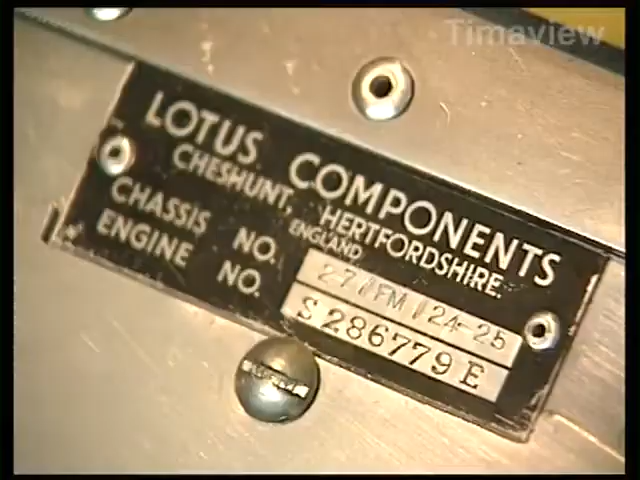 Timaview
LOTUS COMPONENTS
CHESHUNT, HERTFORDSHIRE.
ENGLAND
CHASSIS NO. 27/FM/24-25
ENGINE NO. S286779E